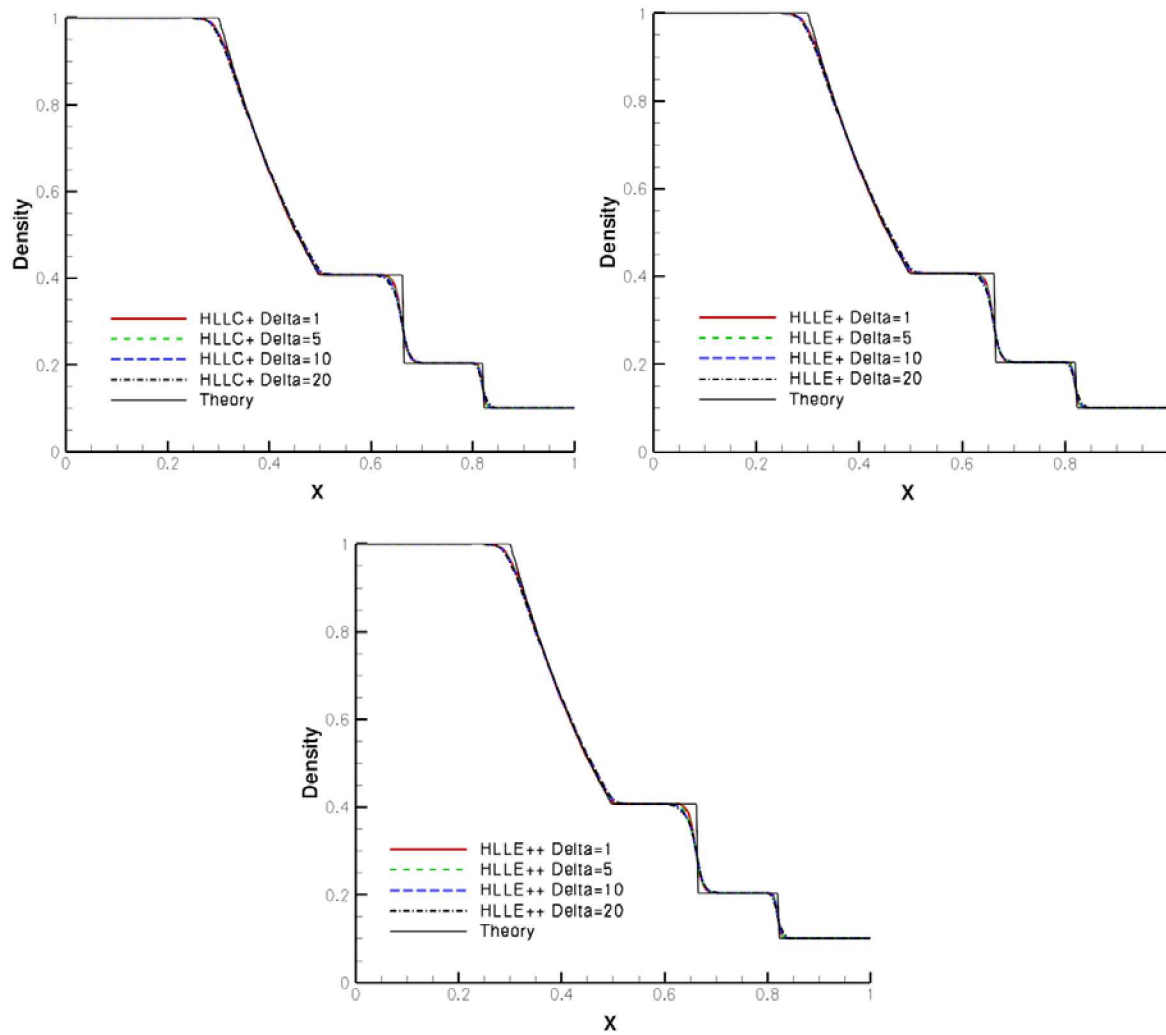 1
0.8
0.6
0.4
0.2
0
Density
HLLC+ Delta=1
HLLC+ Delta=5
HLLC+ Delta=10
HLLC+ Delta=20
Theory
0 0.2 0.4 0.6 0.8 1
X
1
0.8
0.6
0.4
0.2
0
Density
HLLE+ Delta=1
HLLE+ Delta=5
HLLE+ Delta=10
HLLE+ Delta=20
Theory
0 0.2 0.4 0.6 0.8 1
X
1
0.8
0.6
0.4
0.2
0
Density
HLLE++ Delta=1
HLLE++ Delta=5
HLLE++ Delta=10
HLLE++ Delta=20
Theory
0 0.2 0.4 0.6 0.8 1
X